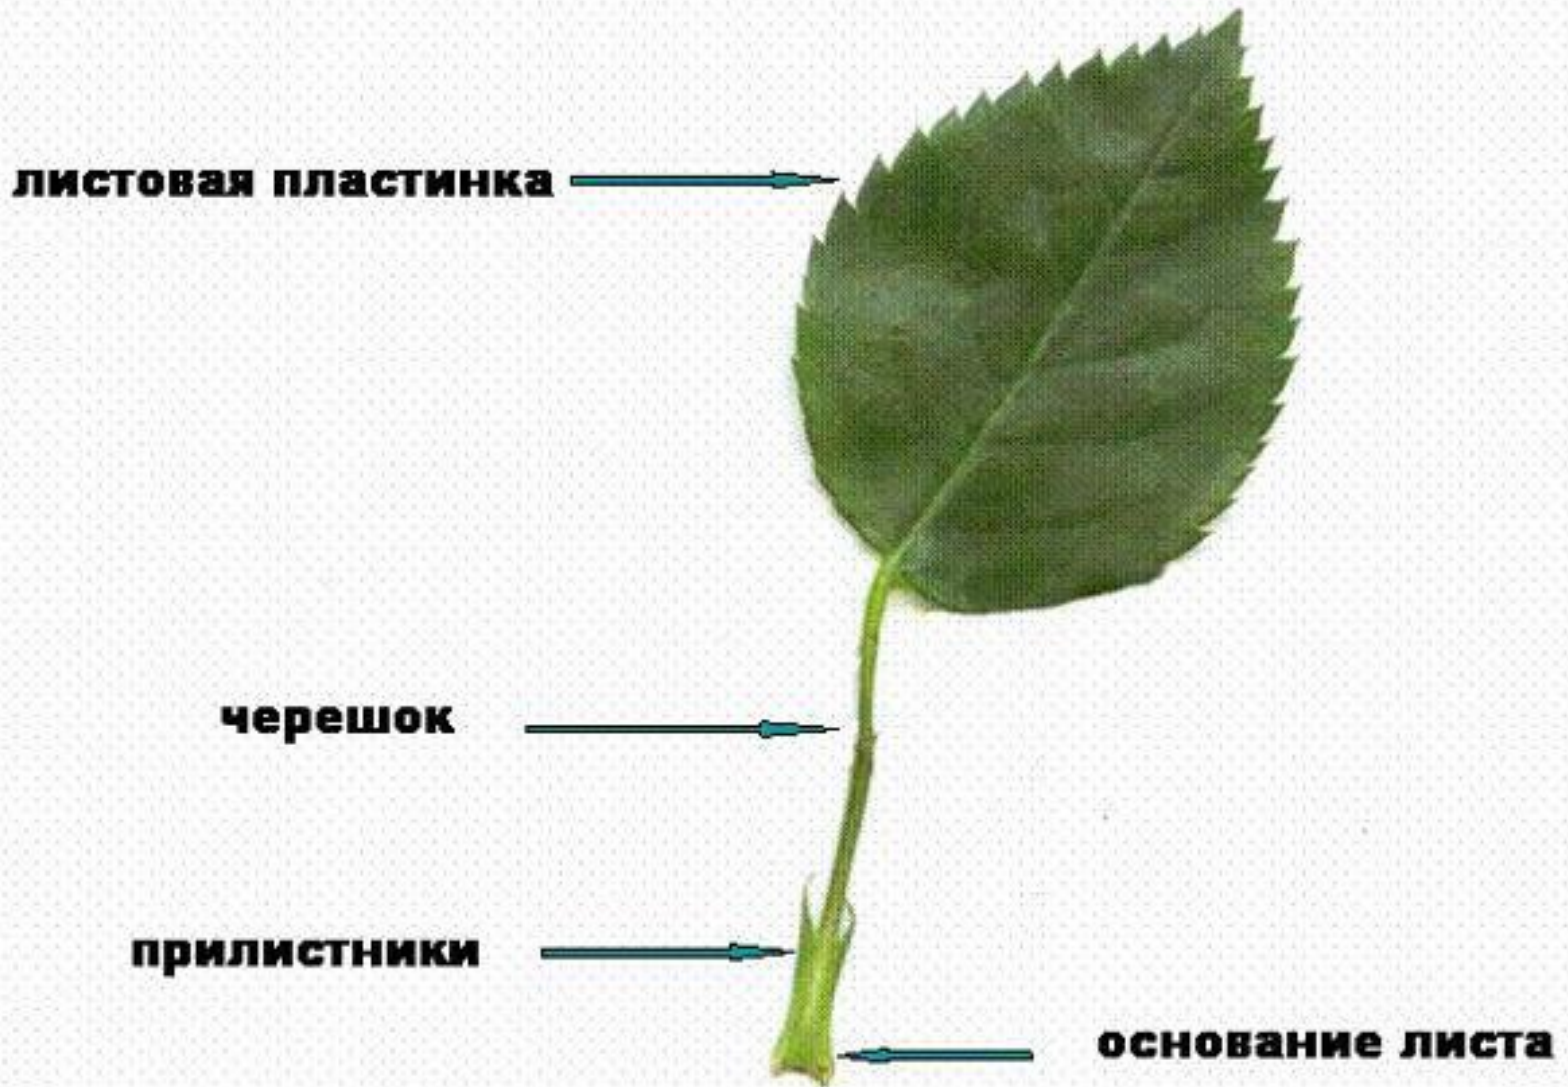 листовая пластинка
черешок
прилистники
основание листа